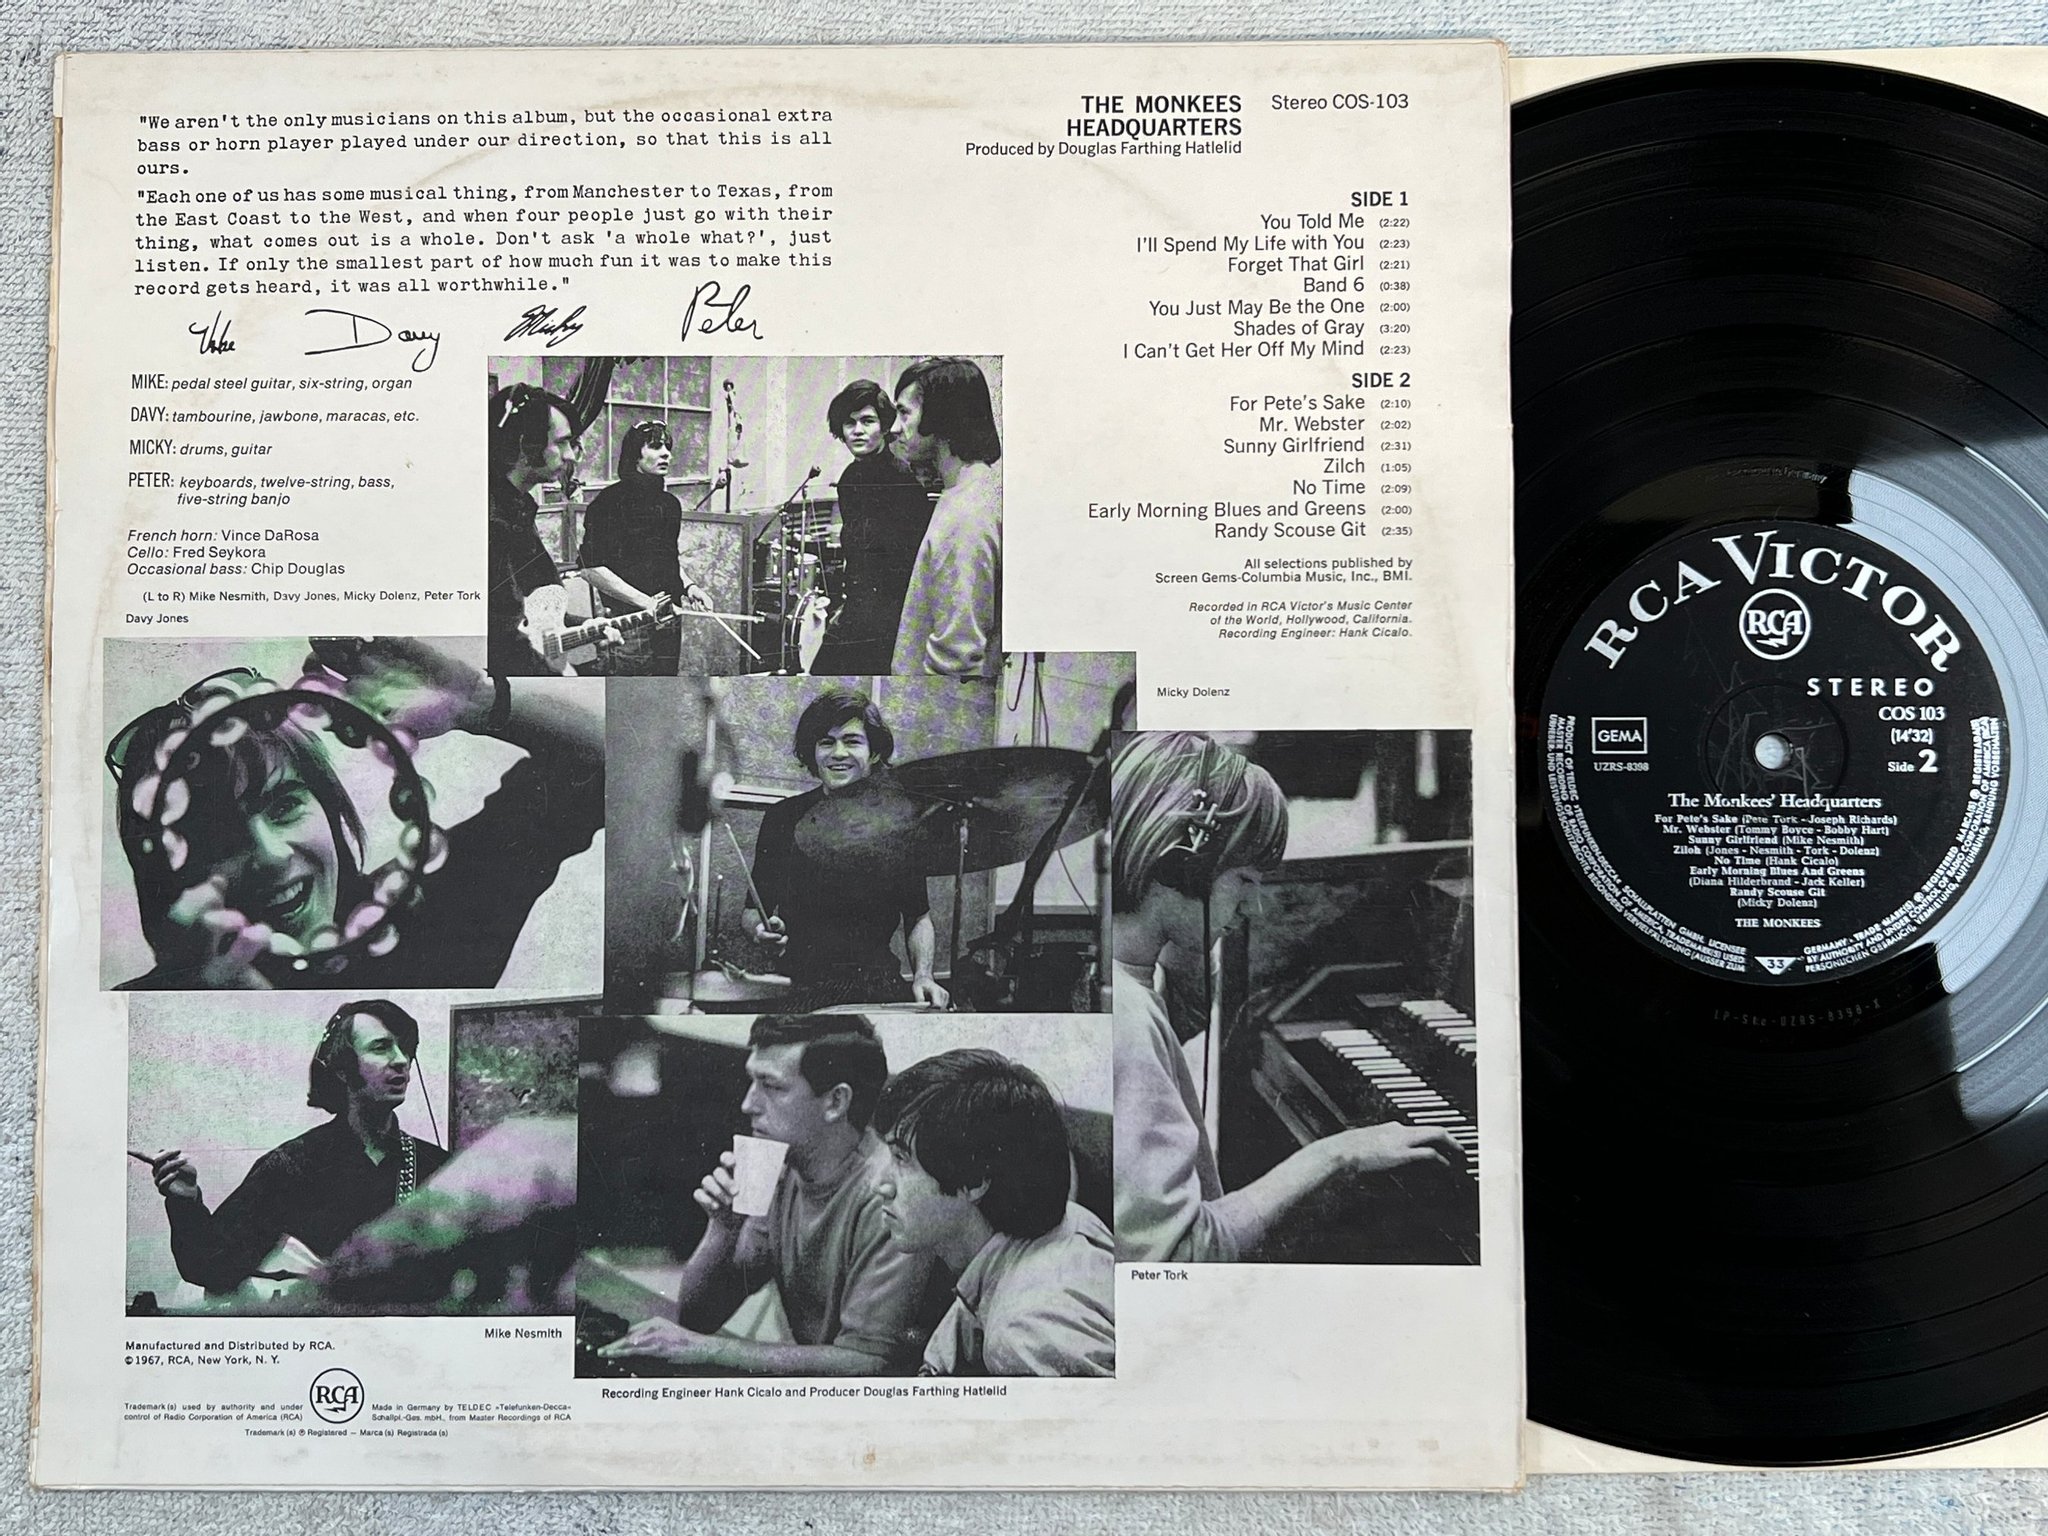 "We aren't the only musicians on this album, but the occasional extra
bass or horn player played under our direction, so that this is all
ours.
"Each one of us has some musical thing, from Manchester to Texas, from
the East Coast to the West, and when four people just go with their
thing, what comes out is a whole. Don't ask 'a whole what?', just
listen. If only the smallest part of how much fun it was to make this
record gets heard, it was all worthwhile."
Mike Davy Micky Peter
MIKE: pedal steel guitar, six-string, organ
DAVY: tambourine, jawbone, maracas, etc.
MICKY: drums, guitar
PETER: keyboards, twelve-string, bass,
five-string banjo
French horn: Vince DaRosa
Cello: Fred Seykora
Occasional bass: Chip Douglas
(L to R) Mike Nesmith, Davy Jones, Micky Dolenz, Peter Tork
Davy Jones
THE MONKEES
HEADQUARTERS
Produced by Douglas Farthing Hatlelid
Stereo COS-103
SIDE 1
You Told Me (2:22)
I'll Spend My Life with You (2:23)
Forget That Girl (2:21)
Band 6 (0:38)
You Just May Be the One (2:00)
Shades of Gray (3:20)
I Can't Get Her Off My Mind (2:23)
SIDE 2
For Pete's Sake (2:10)
Mr. Webster (2:02)
Sunny Girlfriend (2:31)
Zilch (1:05)
No Time (2:09)
Early Morning Blues and Greens (2:00)
Randy Scouse Git (2:35)
All selections published by
Screen Gems-Columbia Music, Inc., BMI.
Recorded in RCA Victor's Music Center
of the World, Hollywood, California.
Recording Engineer: Hank Cicalo.
Micky Dolenz
Peter Tork
Mike Nesmith
Recording Engineer Hank Cicalo and Producer Douglas Farthing Hatlelid
Manufactured and Distributed by RCA.
©1967, RCA, New York, N. Y.
Trademark (s) used by authority and under
control of Radio Corporation of America (RCA)
RCA
Made in Germany by TELDEC »Telefunken-Decca«
Schallpl.-Ges. mbH., from Master Recordings of RCA
Trademark (s) ® Registered — Marca (s) Registrada (s)
RCA VICTOR
RCA
STEREO
COS 103
(14'32)
Side 2
GEMA
UZRS-8398
The Monkees' Headquarters
For Pete's Sake (Pete Tork - Joseph Richards)
Mr. Webster (Tommy Boyce - Bobby Hart)
Sunny Girlfriend (Mike Nesmith)
Ziloh (Jones - Nesmith - Tork - Dolenz)
No Time (Hank Cicalo)
Early Morning Blues And Greens
(Diana Hilderbrand - Jack Keller)
Randy Scouse Git
(Micky Dolenz)
THE MONKEES
33
PRODUCT OF TELDEC »TELEFUNKEN-DECCA« SCHALLPLATTEN GMBH. LICENSEE
LP-Ste-UZRS-8398-X